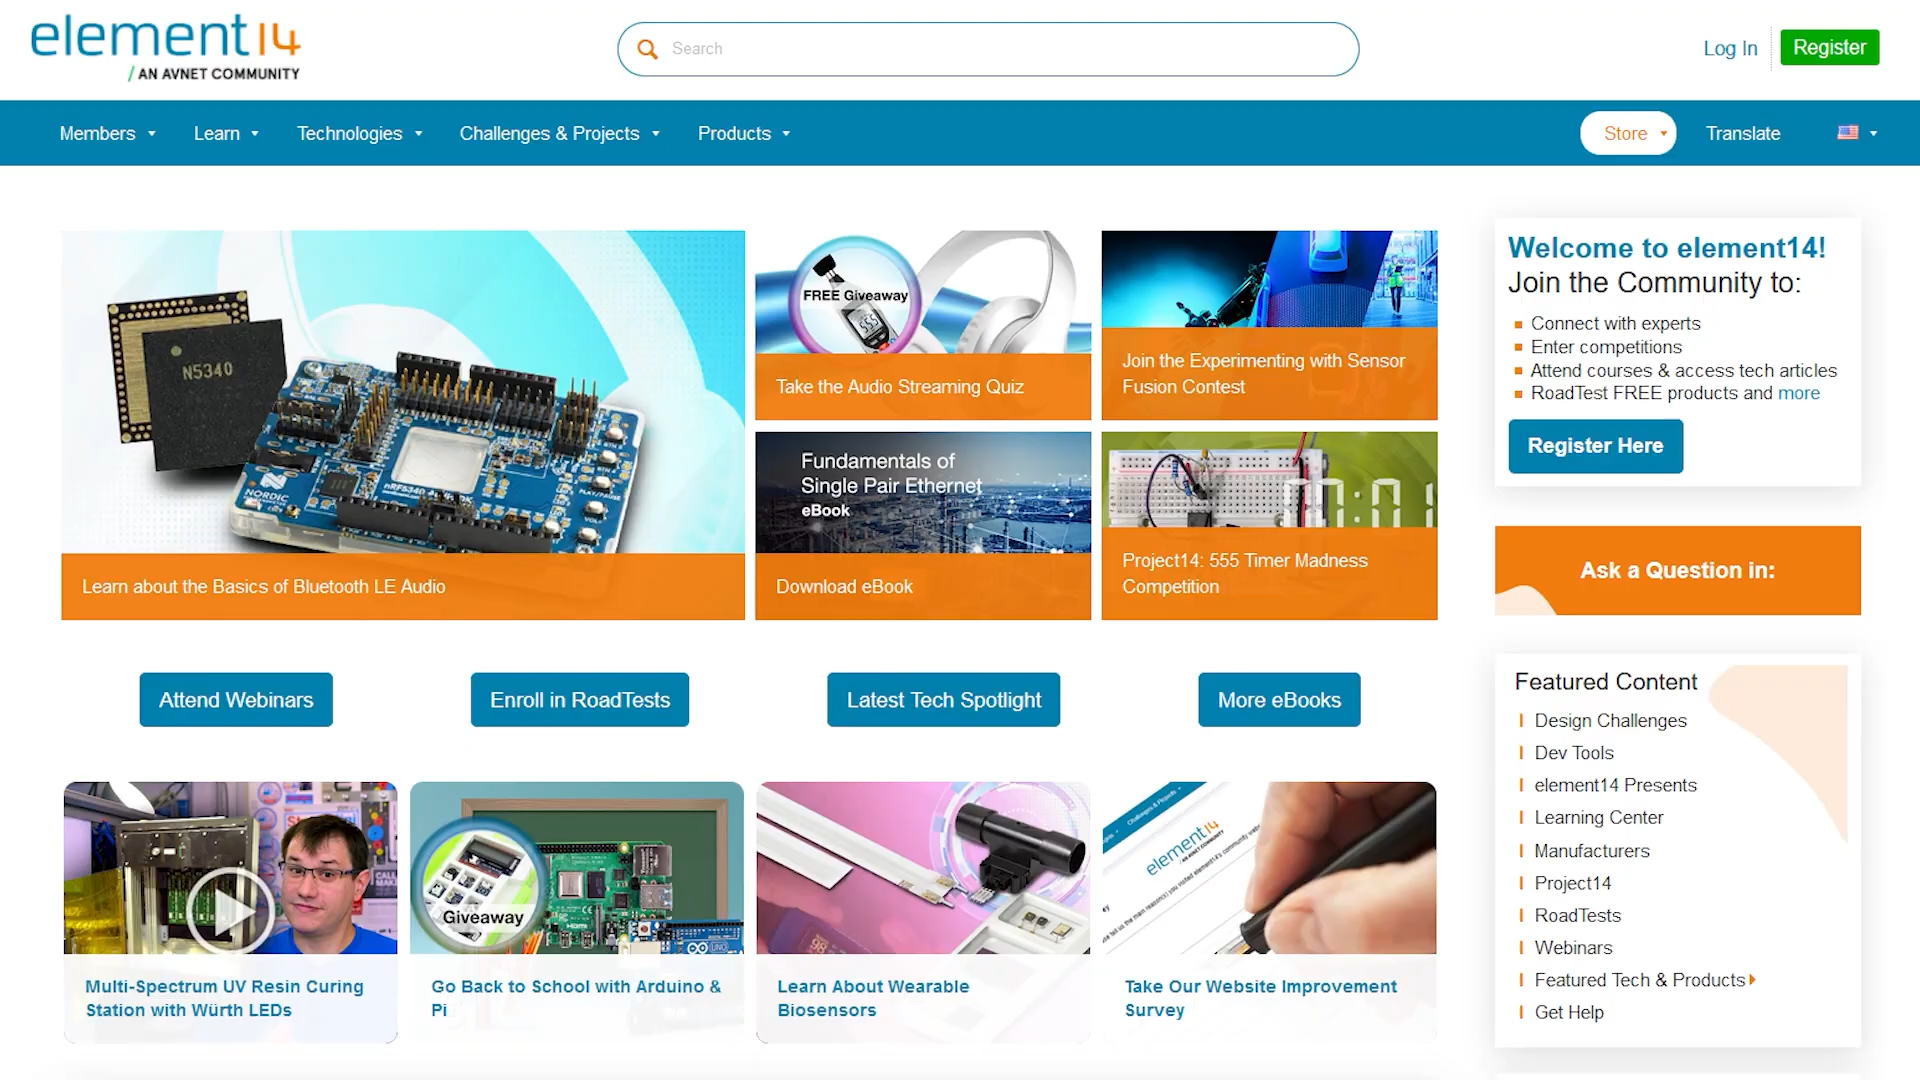 element14
/ AN AVNET COMMUNITY
Search
Log In
Register
Members
Learn
Technologies
Challenges & Projects
Products
Store
Translate
N5340
NORDIC
nRF5340
PLAY/PAUSE
Learn about the Basics of Bluetooth LE Audio
FREE Giveaway
Take the Audio Streaming Quiz
Join the Experimenting with Sensor
Fusion Contest
Fundamentals of
Single Pair Ethernet
eBook
Download eBook
Project14: 555 Timer Madness
Competition
Welcome to element14!
Join the Community to:
Connect with experts
Enter competitions
Attend courses & access tech articles
RoadTest FREE products and more
Register Here
Ask a Question in:
Attend Webinars
Enroll in RoadTests
Latest Tech Spotlight
More eBooks
Featured Content
Design Challenges
Dev Tools
element14 Presents
Learning Center
Manufacturers
Project14
RoadTests
Webinars
Featured Tech & Products
Get Help
Giveaway
UNO
element14
Multi-Spectrum UV Resin Curing
Station with Würth LEDs
Go Back to School with Arduino &
Pi
Learn About Wearable
Biosensors
Take Our Website Improvement
Survey